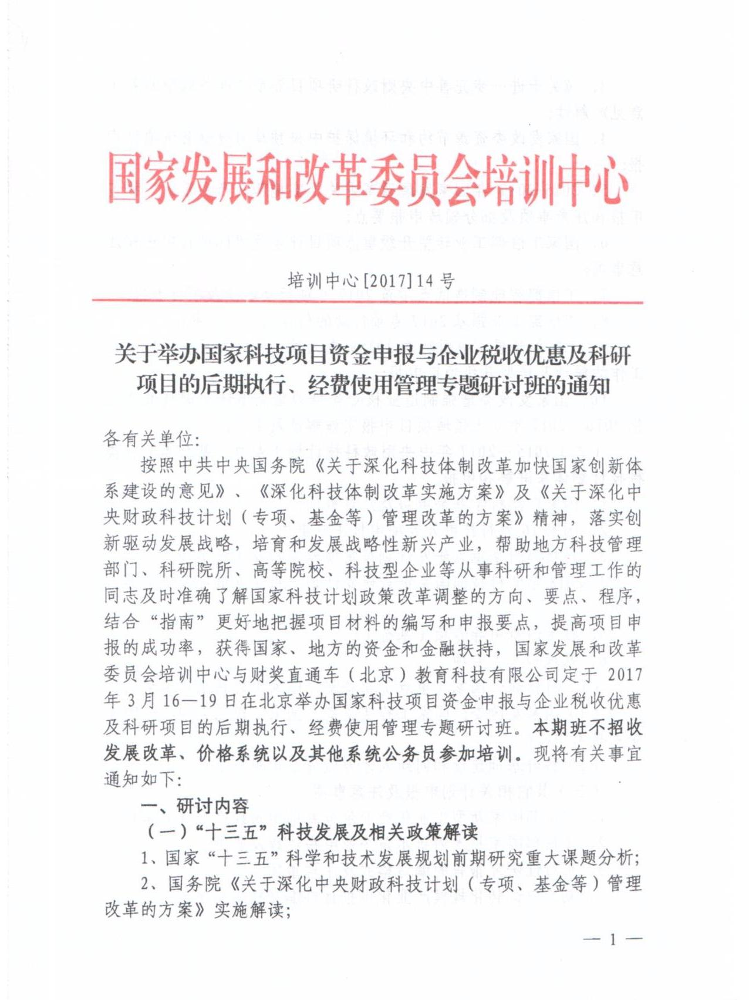 国家发展和改革委员会培训中心
培训中心[2017]14 号
关于举办国家科技项目资金申报与企业税收优惠及科研
项目的后期执行、经费使用管理专题研讨班的通知
各有关单位：
按照中共中央国务院《关于深化科技体制改革加快国家创新体
系建设的意见》、《深化科技体制改革实施方案》及《关于深化中
央财政科技计划（专项、基金等）管理改革的方案》精神，落实创
新驱动发展战略，培育和发展战略性新兴产业，帮助地方科技管理
部门、科研院所、高等院校、科技型企业等从事科研和管理工作的
同志及时准确了解国家科技计划政策改革调整的方向、要点、程序，
结合“指南”更好地把握项目材料的编写和申报要点，提高项目申
报的成功率，获得国家、地方的资金和金融扶持，国家发展和改革
委员会培训中心与财奖直通车（北京）教育科技有限公司定于 2017
年 3 月 16—19 日在北京举办国家科技项目资金申报与企业税收优惠
及科研项目的后期执行、经费使用管理专题研讨班。本期班不招收
发展改革、价格系统以及其他系统公务员参加培训。现将有关事宜
通知如下：
一、研讨内容
（一）“十三五”科技发展及相关政策解读
1、国家“十三五”科学和技术发展规划前期研究重大课题分析；
2、国务院《关于深化中央财政科技计划（专项、基金等）管理
改革的方案》实施解读；
— 1 —